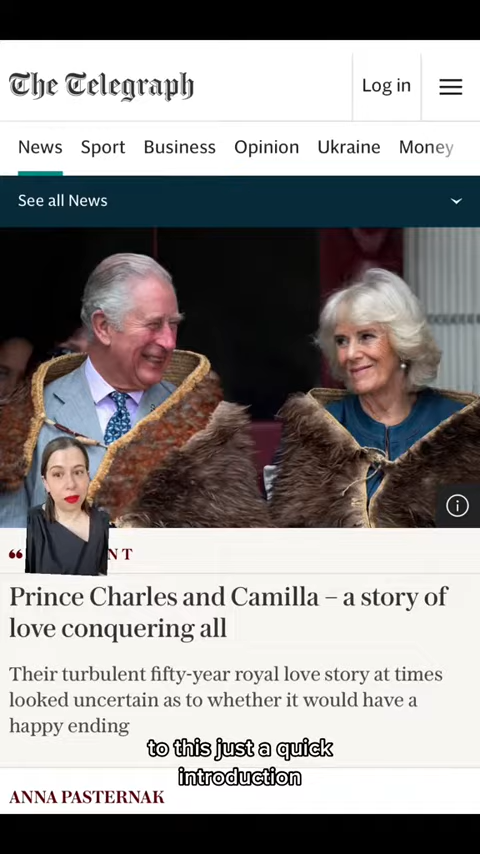 The Telegraph
Log in
News Sport Business Opinion Ukraine Money
See all News
“ NT
Prince Charles and Camilla – a story of
love conquering all
Their turbulent fifty-year royal love story at times
looked uncertain as to whether it would have a
happy ending
to this just a quick
introduction
ANNA PASTERNAK